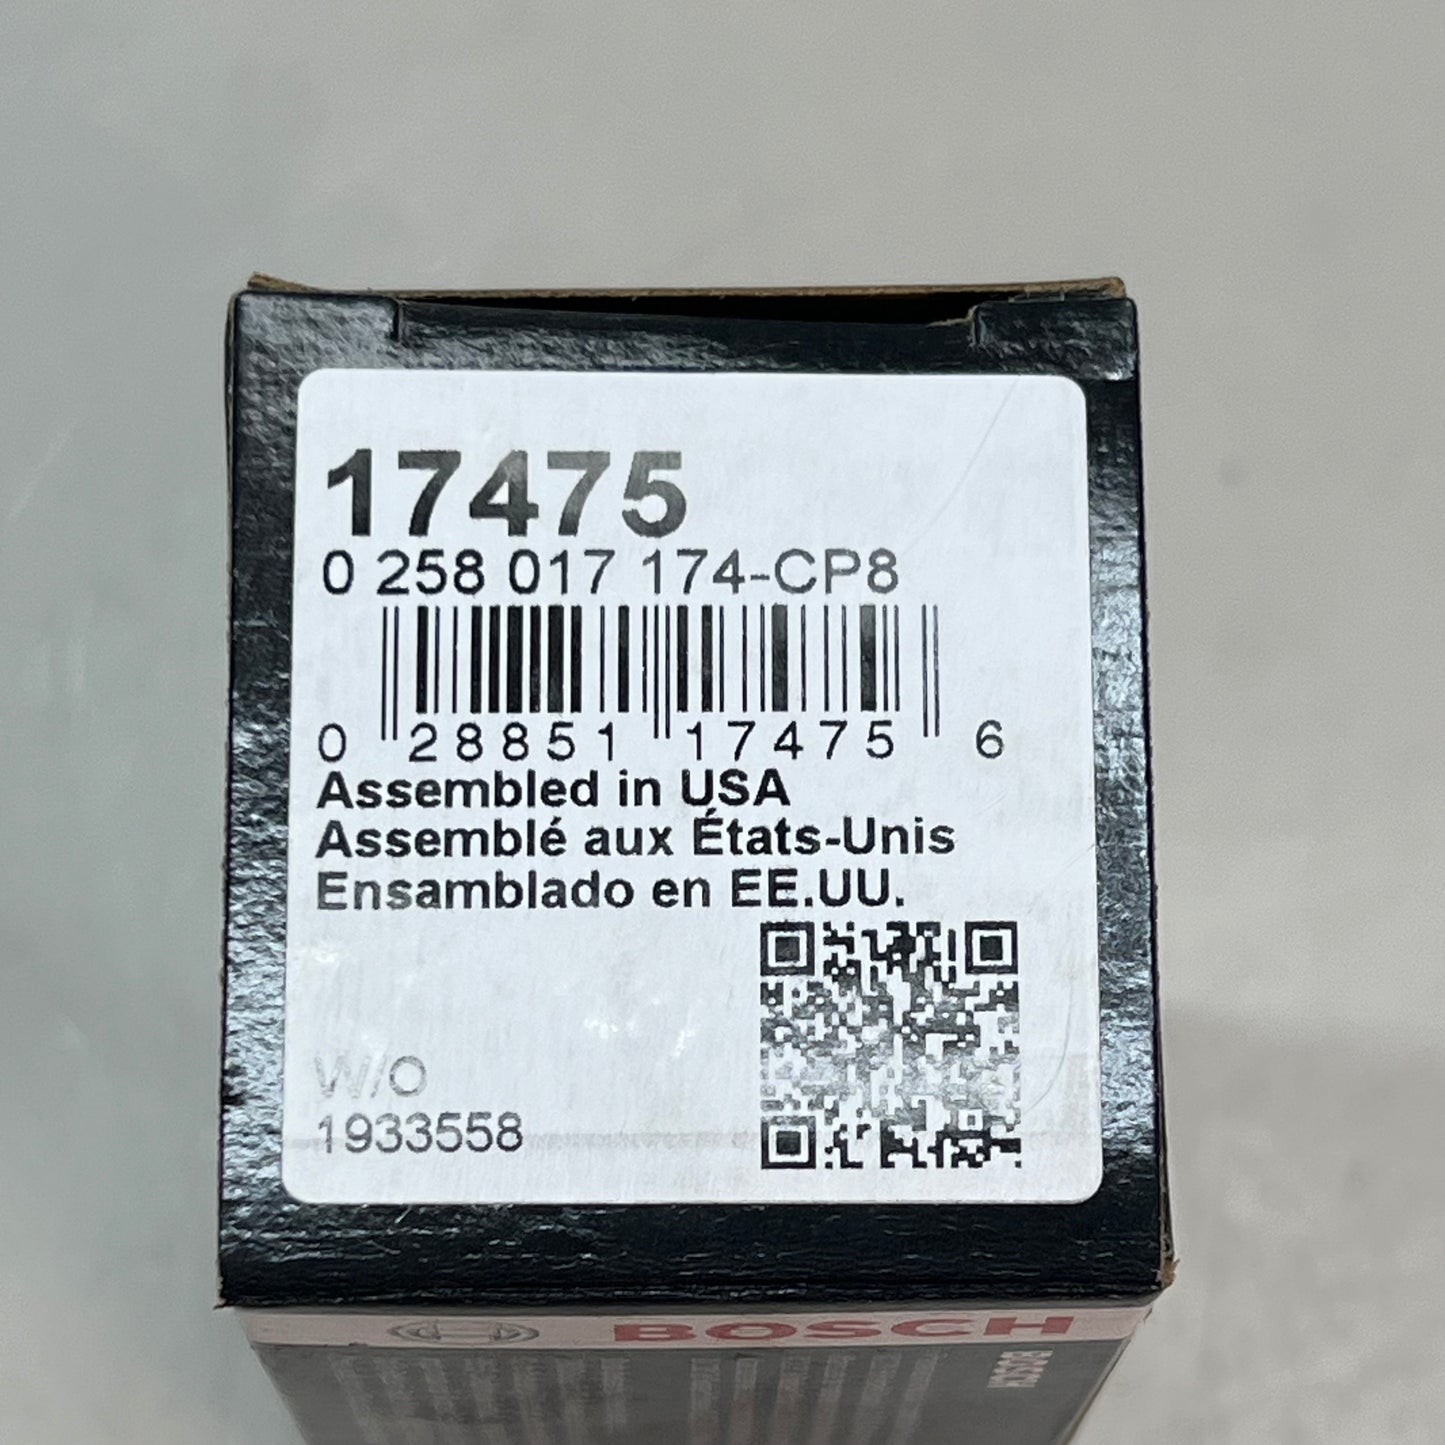 17475
0 258 017 174-CP8
0 28851 17475 6
Assembled in USA
Assemblé aux États-Unis
Ensamblado en EE.UU.
W/O
1933558
BOSCH
BOSCH